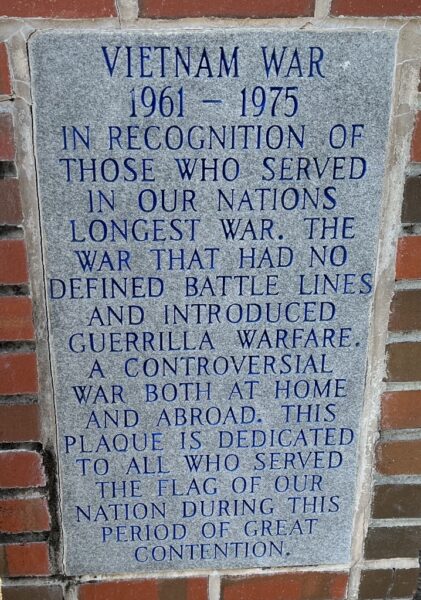 VIETNAM WAR
1961 – 1975
IN RECOGNITION OF
THOSE WHO SERVED
IN OUR NATIONS
LONGEST WAR. THE
WAR THAT HAD NO
DEFINED BATTLE LINES
AND INTRODUCED
GUERRILLA WARFARE.
A CONTROVERSIAL
WAR BOTH AT HOME
AND ABROAD. THIS
PLAQUE IS DEDICATED
TO ALL WHO SERVED
THE FLAG OF OUR
NATION DURING THIS
PERIOD OF GREAT
CONTENTION.